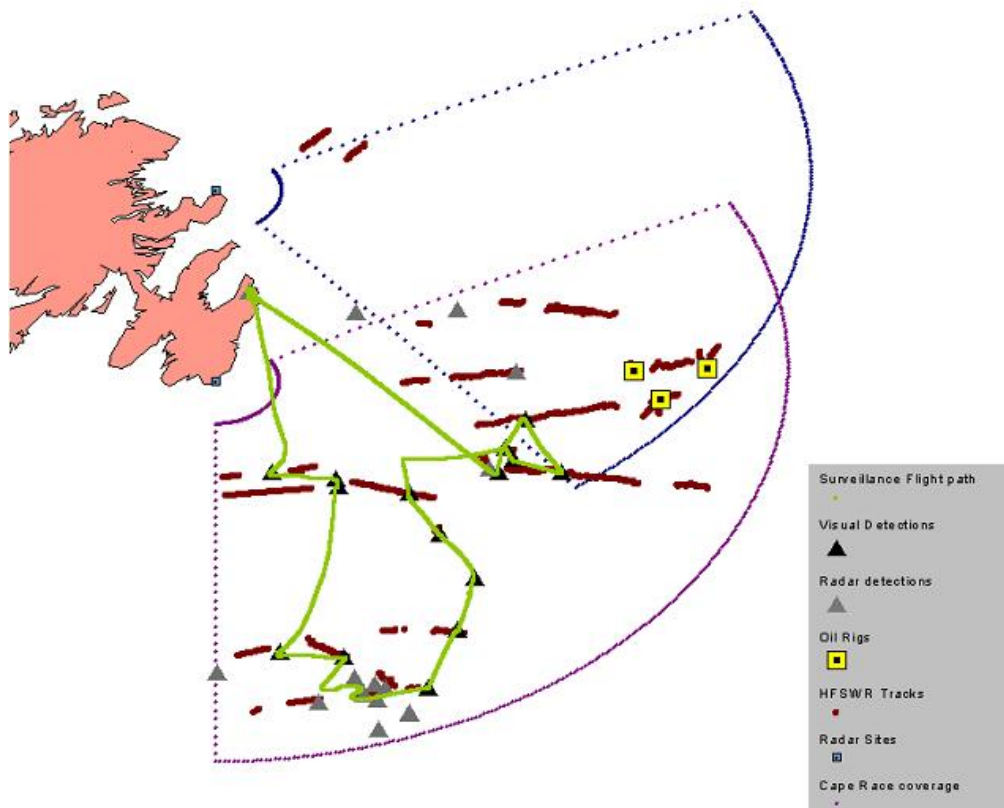 Surveillance Flight path
Visual Detections
Radar detections
Oil Rigs
HFSWR Tracks
Radar Sites
Cape Race coverage